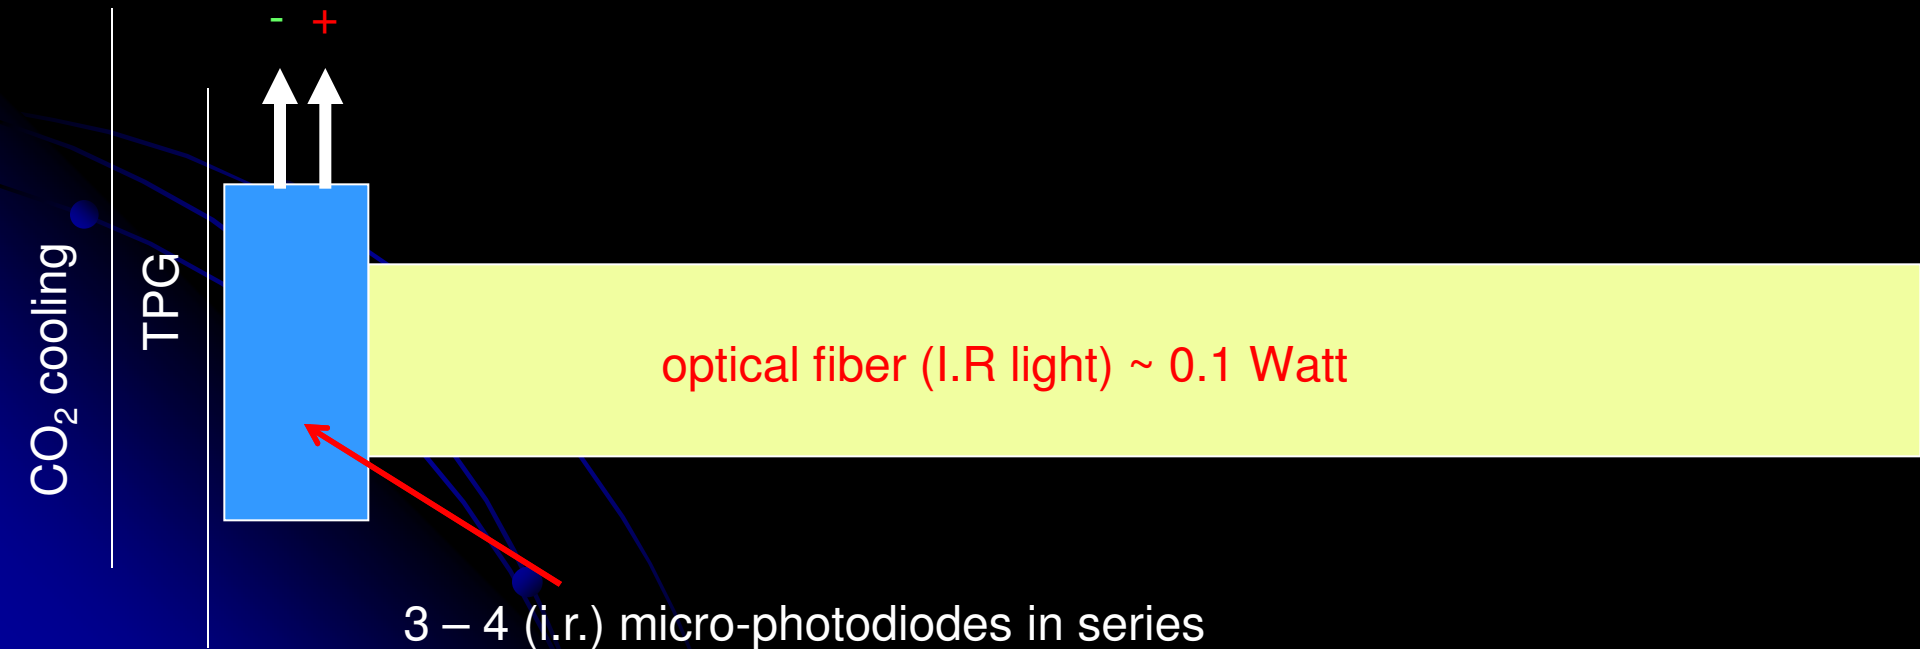 - +
CO₂ cooling
TPG
optical fiber (I.R light) ~ 0.1 Watt
3 – 4 (i.r.) micro-photodiodes in series